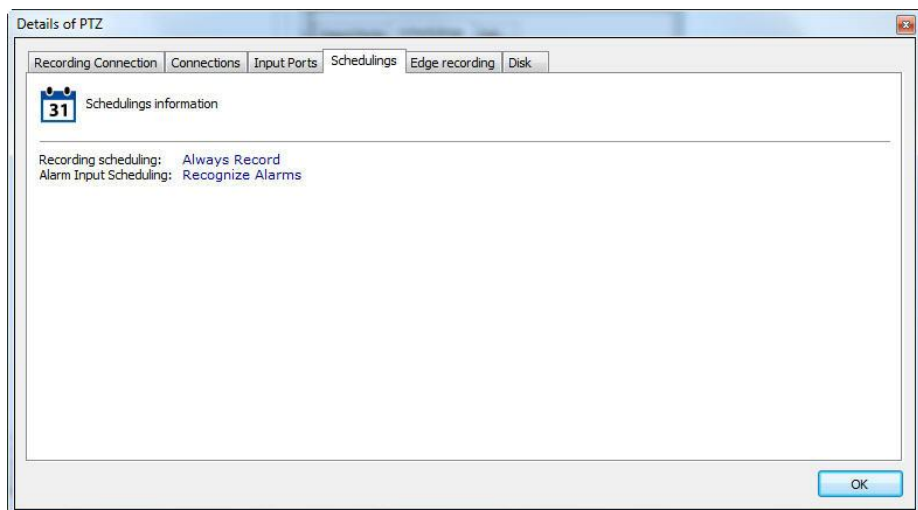 Details of PTZ
Recording Connection Connections Input Ports Schedulings Edge recording Disk
31 Schedulings information
Recording scheduling: Always Record
Alarm Input Scheduling: Recognize Alarms
OK